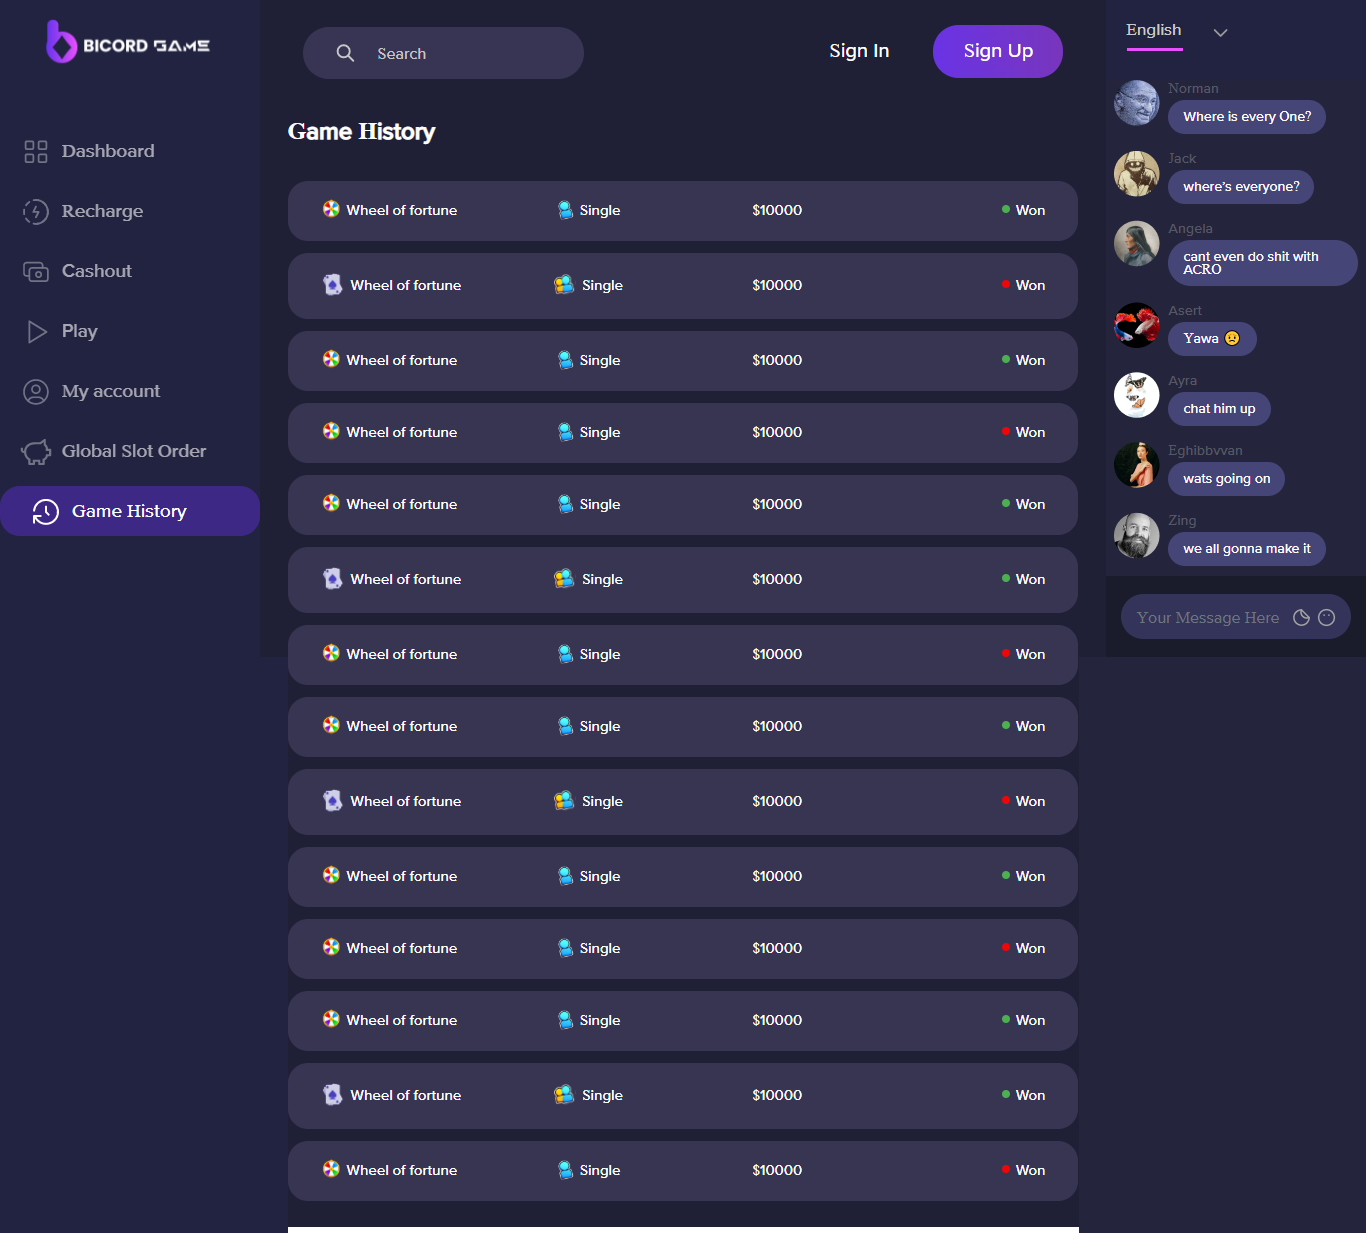 BICORD GAME
Dashboard
Recharge
Cashout
Play
My account
Global Slot Order
Game History
Search
Sign In
Sign Up
Game History
Wheel of fortune Single $10000 Won
Wheel of fortune Single $10000 Won
Wheel of fortune Single $10000 Won
Wheel of fortune Single $10000 Won
Wheel of fortune Single $10000 Won
Wheel of fortune Single $10000 Won
Wheel of fortune Single $10000 Won
Wheel of fortune Single $10000 Won
Wheel of fortune Single $10000 Won
Wheel of fortune Single $10000 Won
Wheel of fortune Single $10000 Won
Wheel of fortune Single $10000 Won
Wheel of fortune Single $10000 Won
Wheel of fortune Single $10000 Won
English
Norman
Where is every One?
Jack
where's everyone?
Angela
cant even do shit with
ACRO
Asert
Yawa 😟
Ayra
chat him up
Eghibbvvan
wats going on
Zing
we all gonna make it
Your Message Here